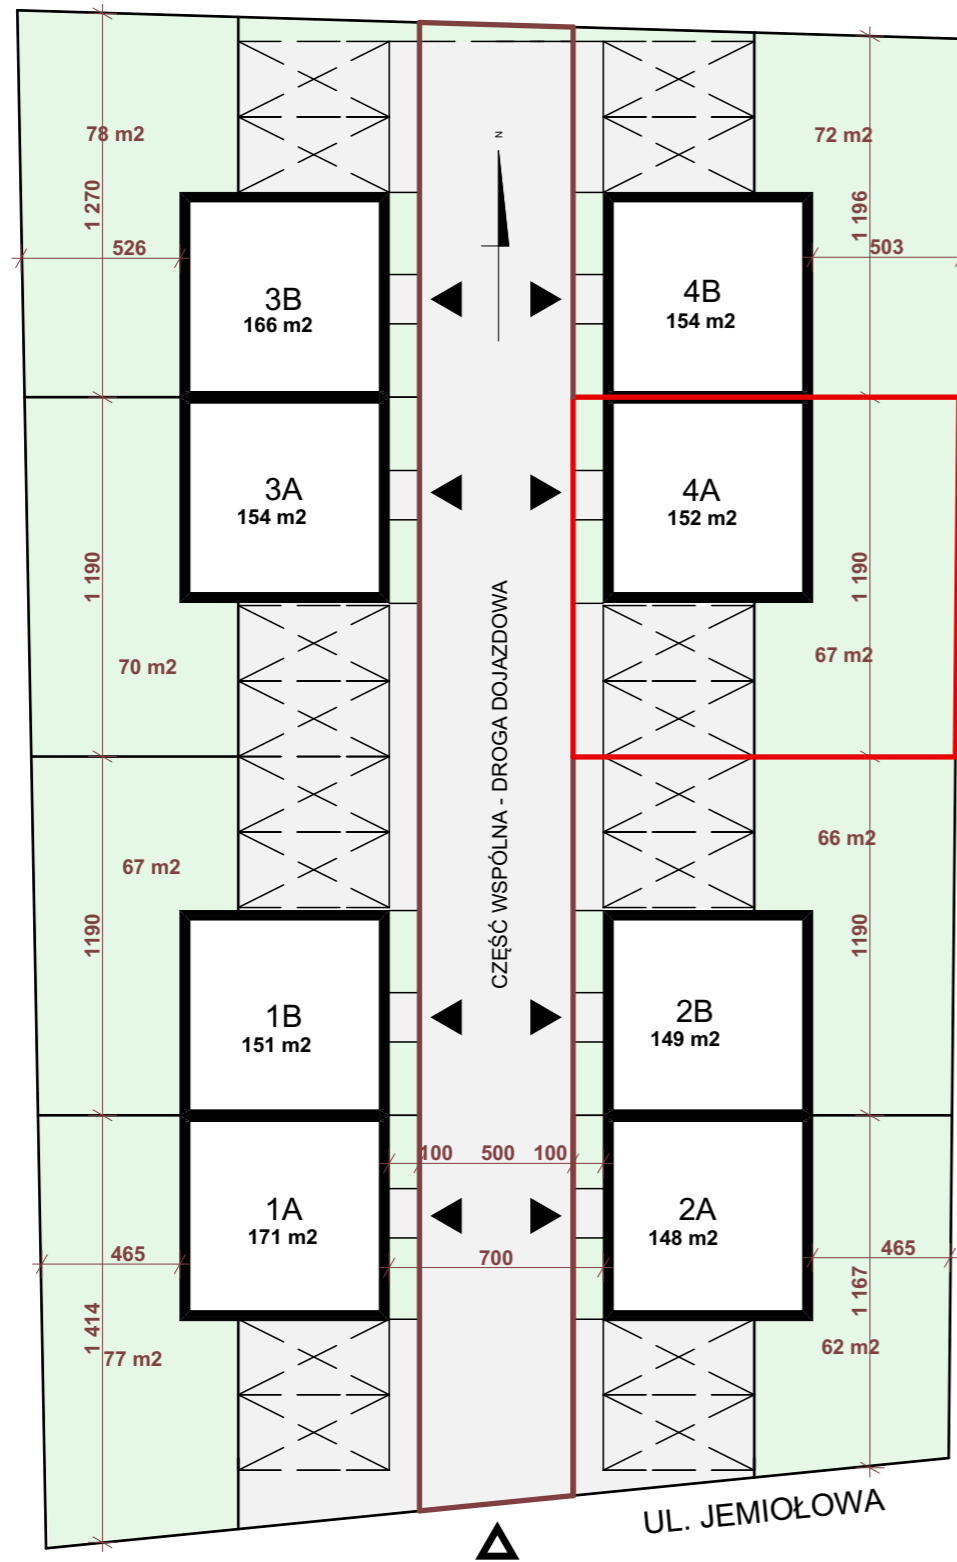 N
78 m2
72 m2
1 270
1 196
526
503
3B
166 m2
4B
154 m2
3A
154 m2
4A
152 m2
1 190
1 190
70 m2
67 m2
CZĘŚĆ WSPÓLNA - DROGA DOJAZDOWA
67 m2
66 m2
1190
1190
1B
151 m2
2B
149 m2
100 500 100
1A
171 m2
2A
148 m2
465
700
465
1 414
1 167
77 m2
62 m2
UL. JEMIOŁOWA